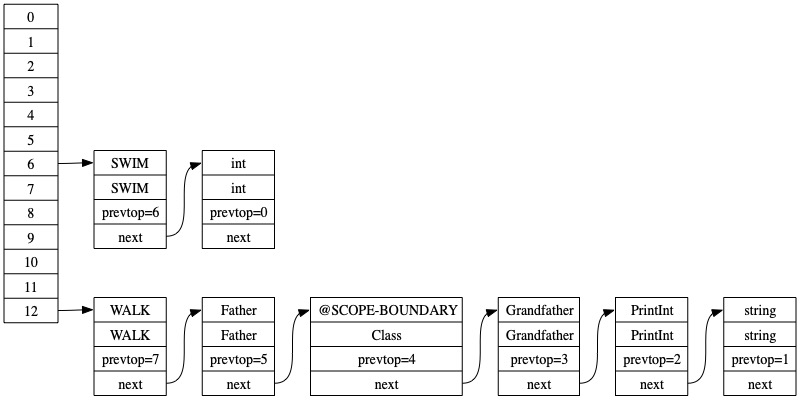 0
1
2
3
4
5
6
7
8
9
10
11
12
SWIM
SWIM
prevtop=6
next
int
int
prevtop=0
next
WALK
WALK
prevtop=7
next
Father
Father
prevtop=5
next
@SCOPE-BOUNDARY
Class
prevtop=4
next
Grandfather
Grandfather
prevtop=3
next
PrintInt
PrintInt
prevtop=2
next
string
string
prevtop=1
next